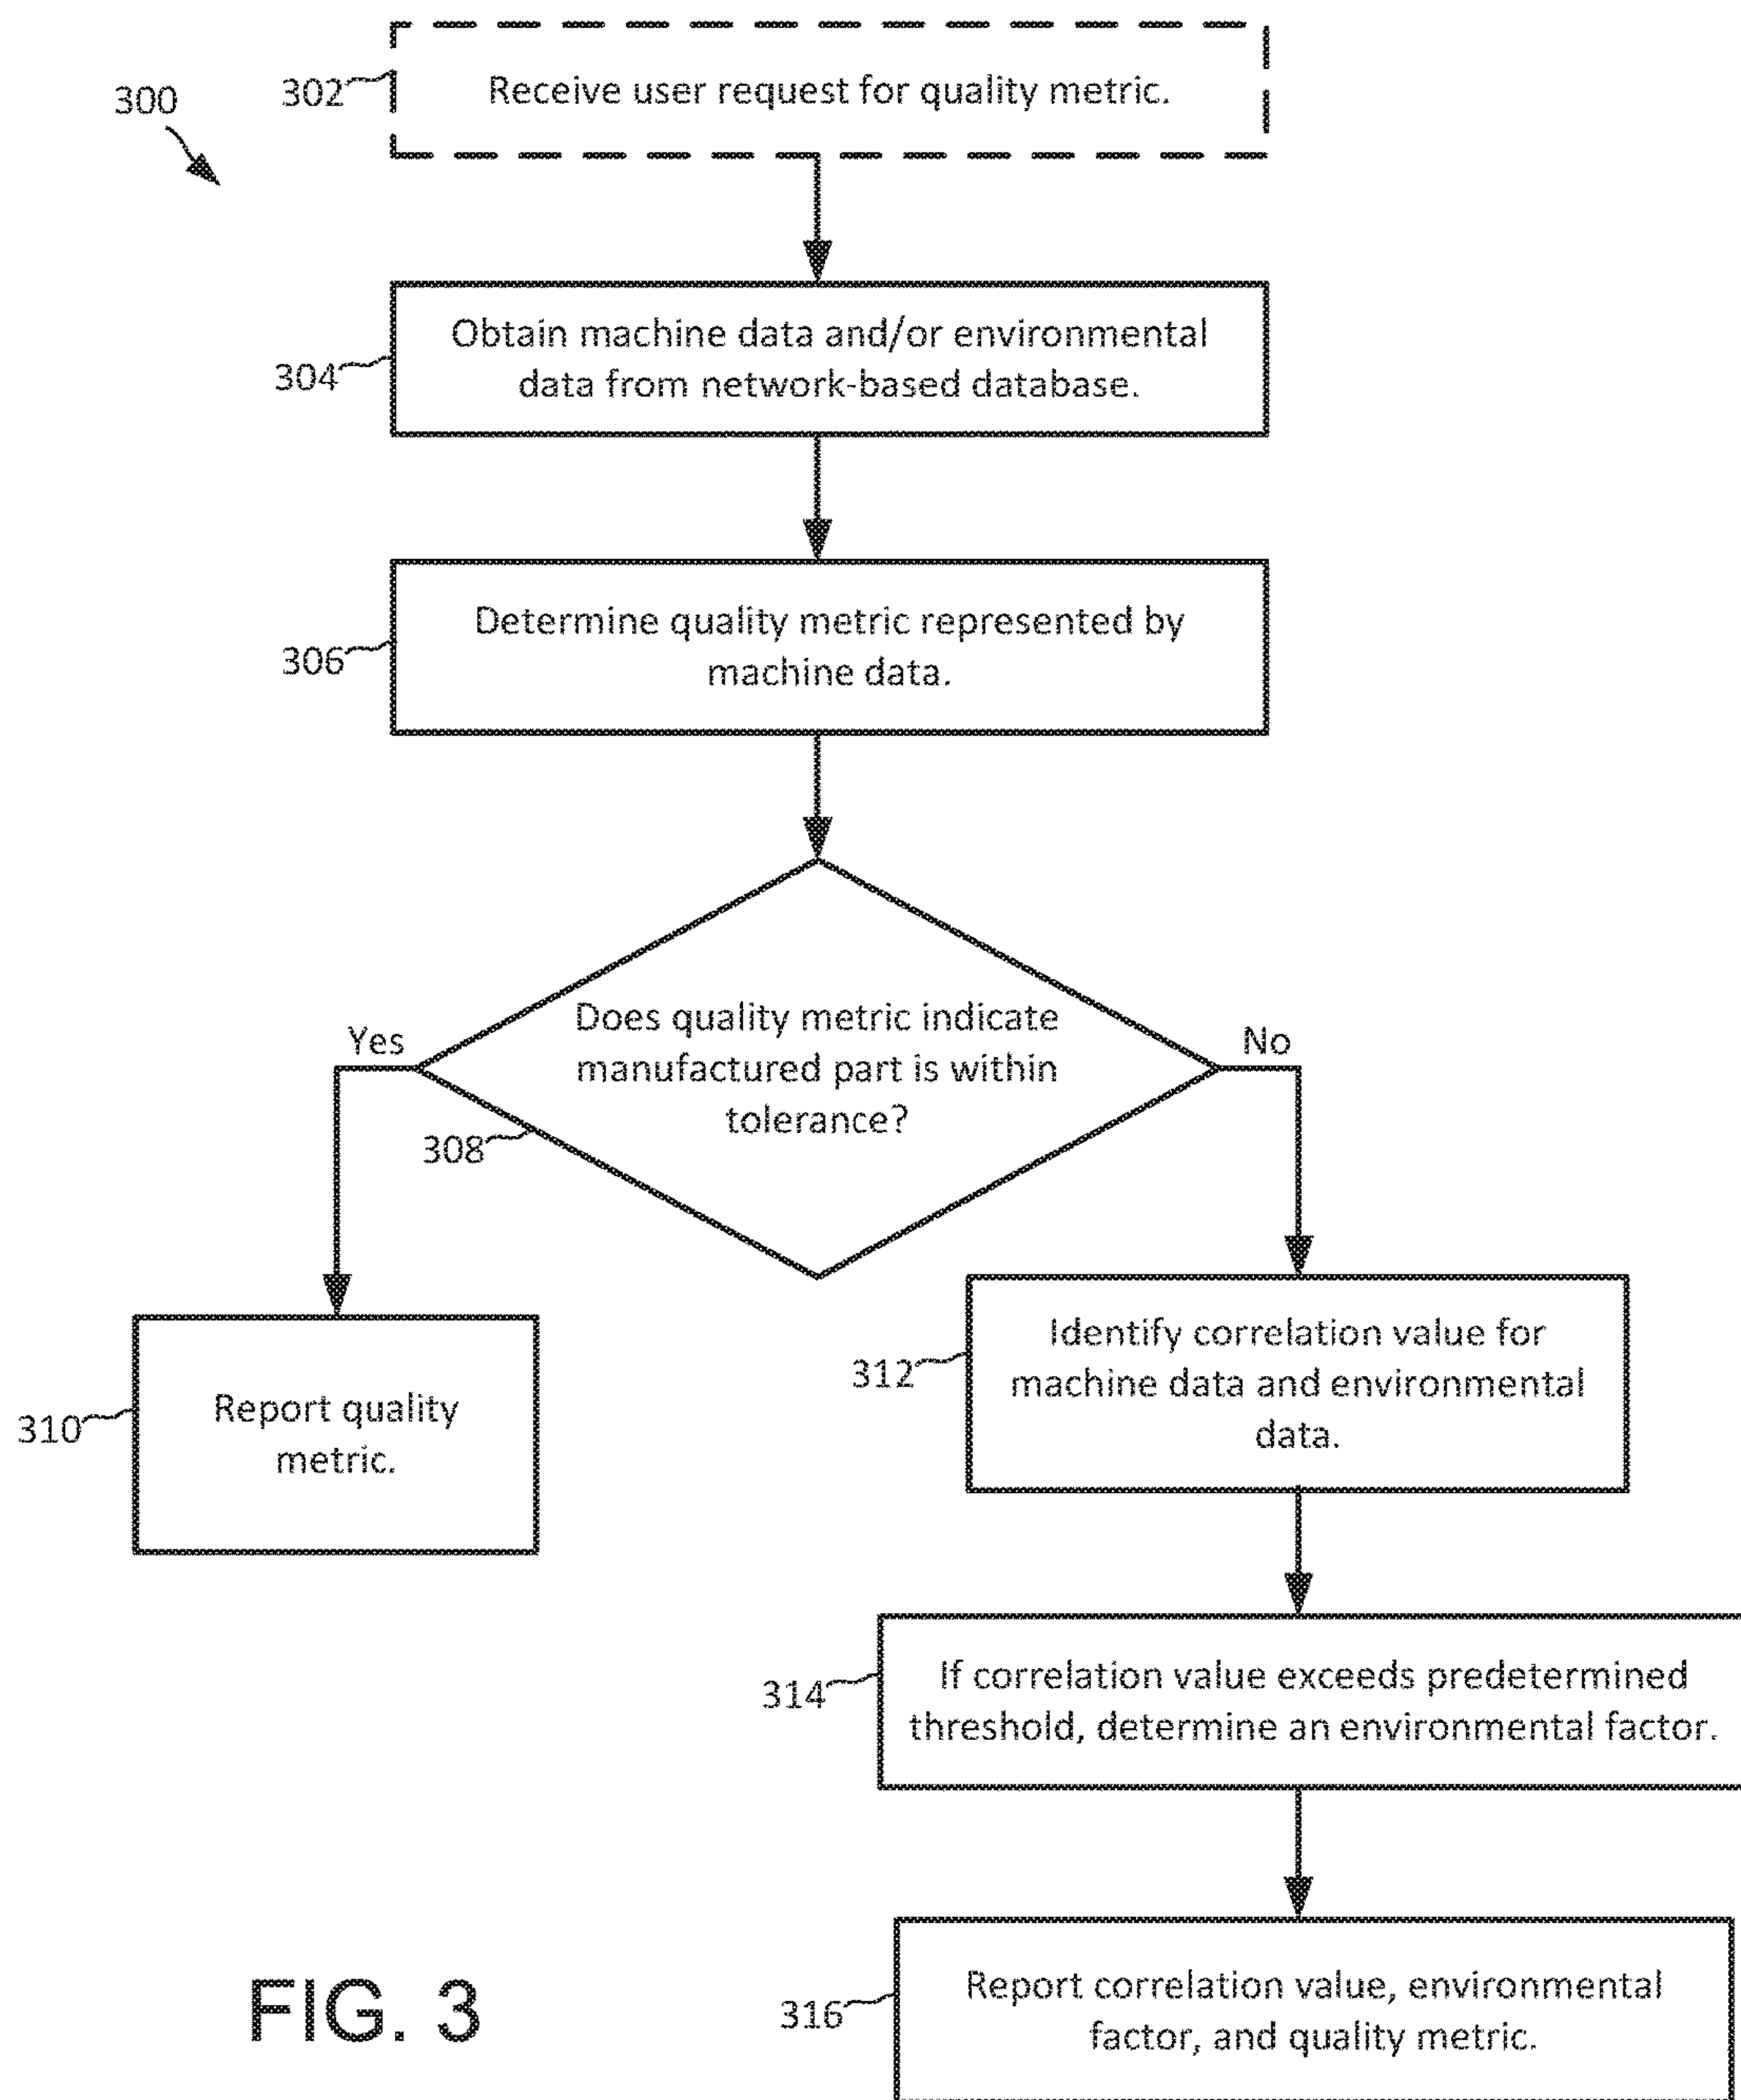 300
302
Receive user request for quality metric.
304
Obtain machine data and/or environmental
data from network-based database.
306
Determine quality metric represented by
machine data.
308
Does quality metric indicate
manufactured part is within
tolerance?
Yes
No
310
Report quality
metric.
312
Identify correlation value for
machine data and environmental
data.
314
If correlation value exceeds predetermined
threshold, determine an environmental factor.
316
Report correlation value, environmental
factor, and quality metric.
FIG. 3